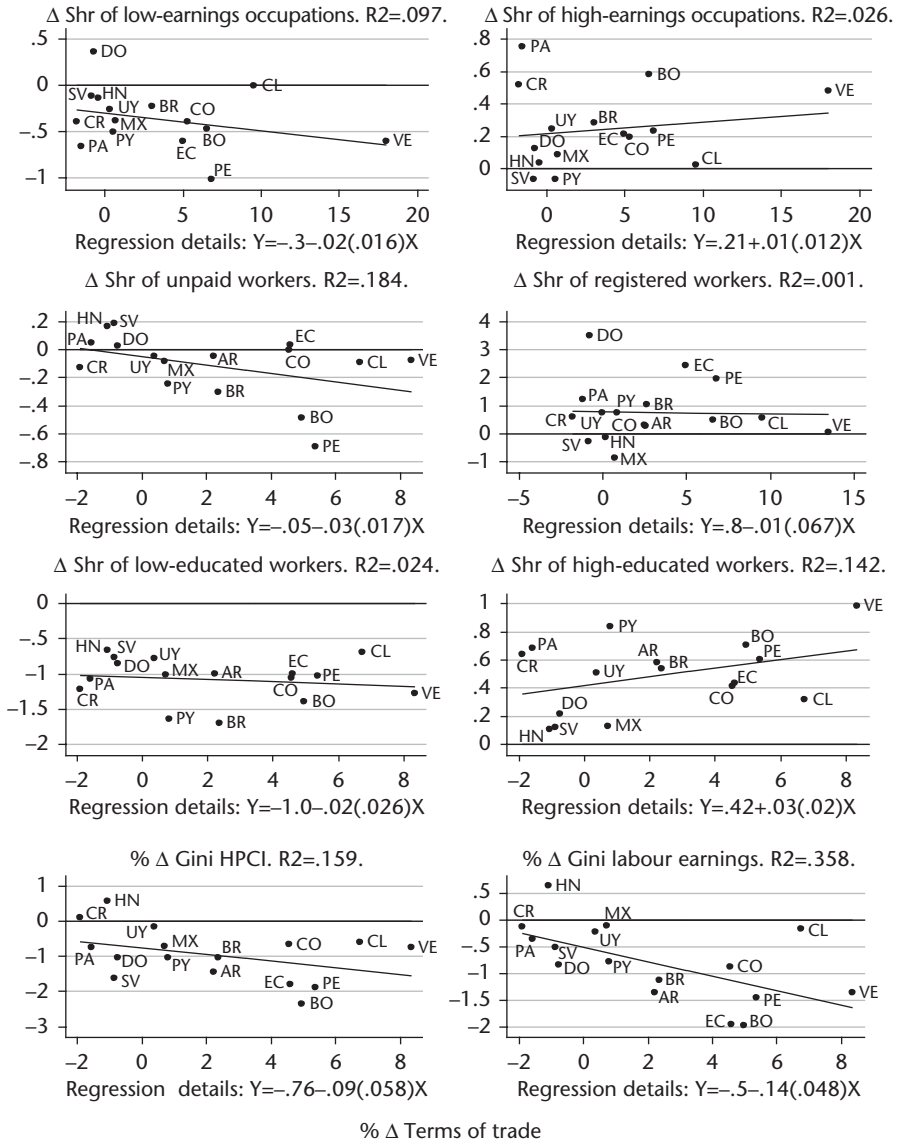 Δ Shr of low-earnings occupations. R2=.097.
.5
0
–.5
–1
DO
SV
HN
CR
UY
MX
PY
PA
BR
CO
EC
BO
PE
CL
VE
0 5 10 15 20
Regression details: Y=–.3–.02(.016)X
Δ Shr of high-earnings occupations. R2=.026.
.8
.6
.4
.2
0
PA
CR
BO
VE
UY
BR
DO
MX
EC
CO
PE
HN
SV
PY
CL
0 5 10 15 20
Regression details: Y=.21+.01(.012)X
Δ Shr of unpaid workers. R2=.184.
.2
0
–.2
–.4
–.6
–.8
HN
SV
PA
DO
CR
UY
MX
PY
AR
BR
EC
CO
CL
VE
BO
PE
–2 0 2 4 6 8
Regression details: Y=–.05–.03(.017)X
Δ Shr of registered workers. R2=.001.
4
3
2
1
0
–1
DO
EC
PE
PA
PY
BR
CR
UY
CO
AR
BO
CL
VE
SV
HN
MX
–5 0 5 10 15
Regression details: Y=.8–.01(.067)X
Δ Shr of low-educated workers. R2=.024.
0
–.5
–1
–1.5
–2
HN
SV
UY
DO
MX
AR
EC
PE
CL
PA
CR
CO
BO
VE
PY
BR
–2 0 2 4 6 8
Regression details: Y=–1.0–.02(.026)X
Δ Shr of high-educated workers. R2=.142.
1
.8
.6
.4
.2
0
VE
PY
PA
CR
AR
BR
BO
PE
UY
CO
EC
CL
DO
HN
SV
MX
–2 0 2 4 6 8
Regression details: Y=.42+.03(.02)X
% Δ Gini HPCI. R2=.159.
1
0
–1
–2
–3
HN
CR
UY
MX
BR
CO
CL
VE
PA
DO
PY
SV
AR
EC
PE
BO
–2 0 2 4 6 8
Regression details: Y=–.76–.09(.058)X
% Δ Gini labour earnings. R2=.358.
.5
0
–.5
–1
–1.5
–2
HN
CR
MX
UY
CL
PA
SV
DO
PY
CO
BR
AR
PE
VE
EC
BO
–2 0 2 4 6 8
Regression details: Y=–.5–.14(.048)X
% Δ Terms of trade